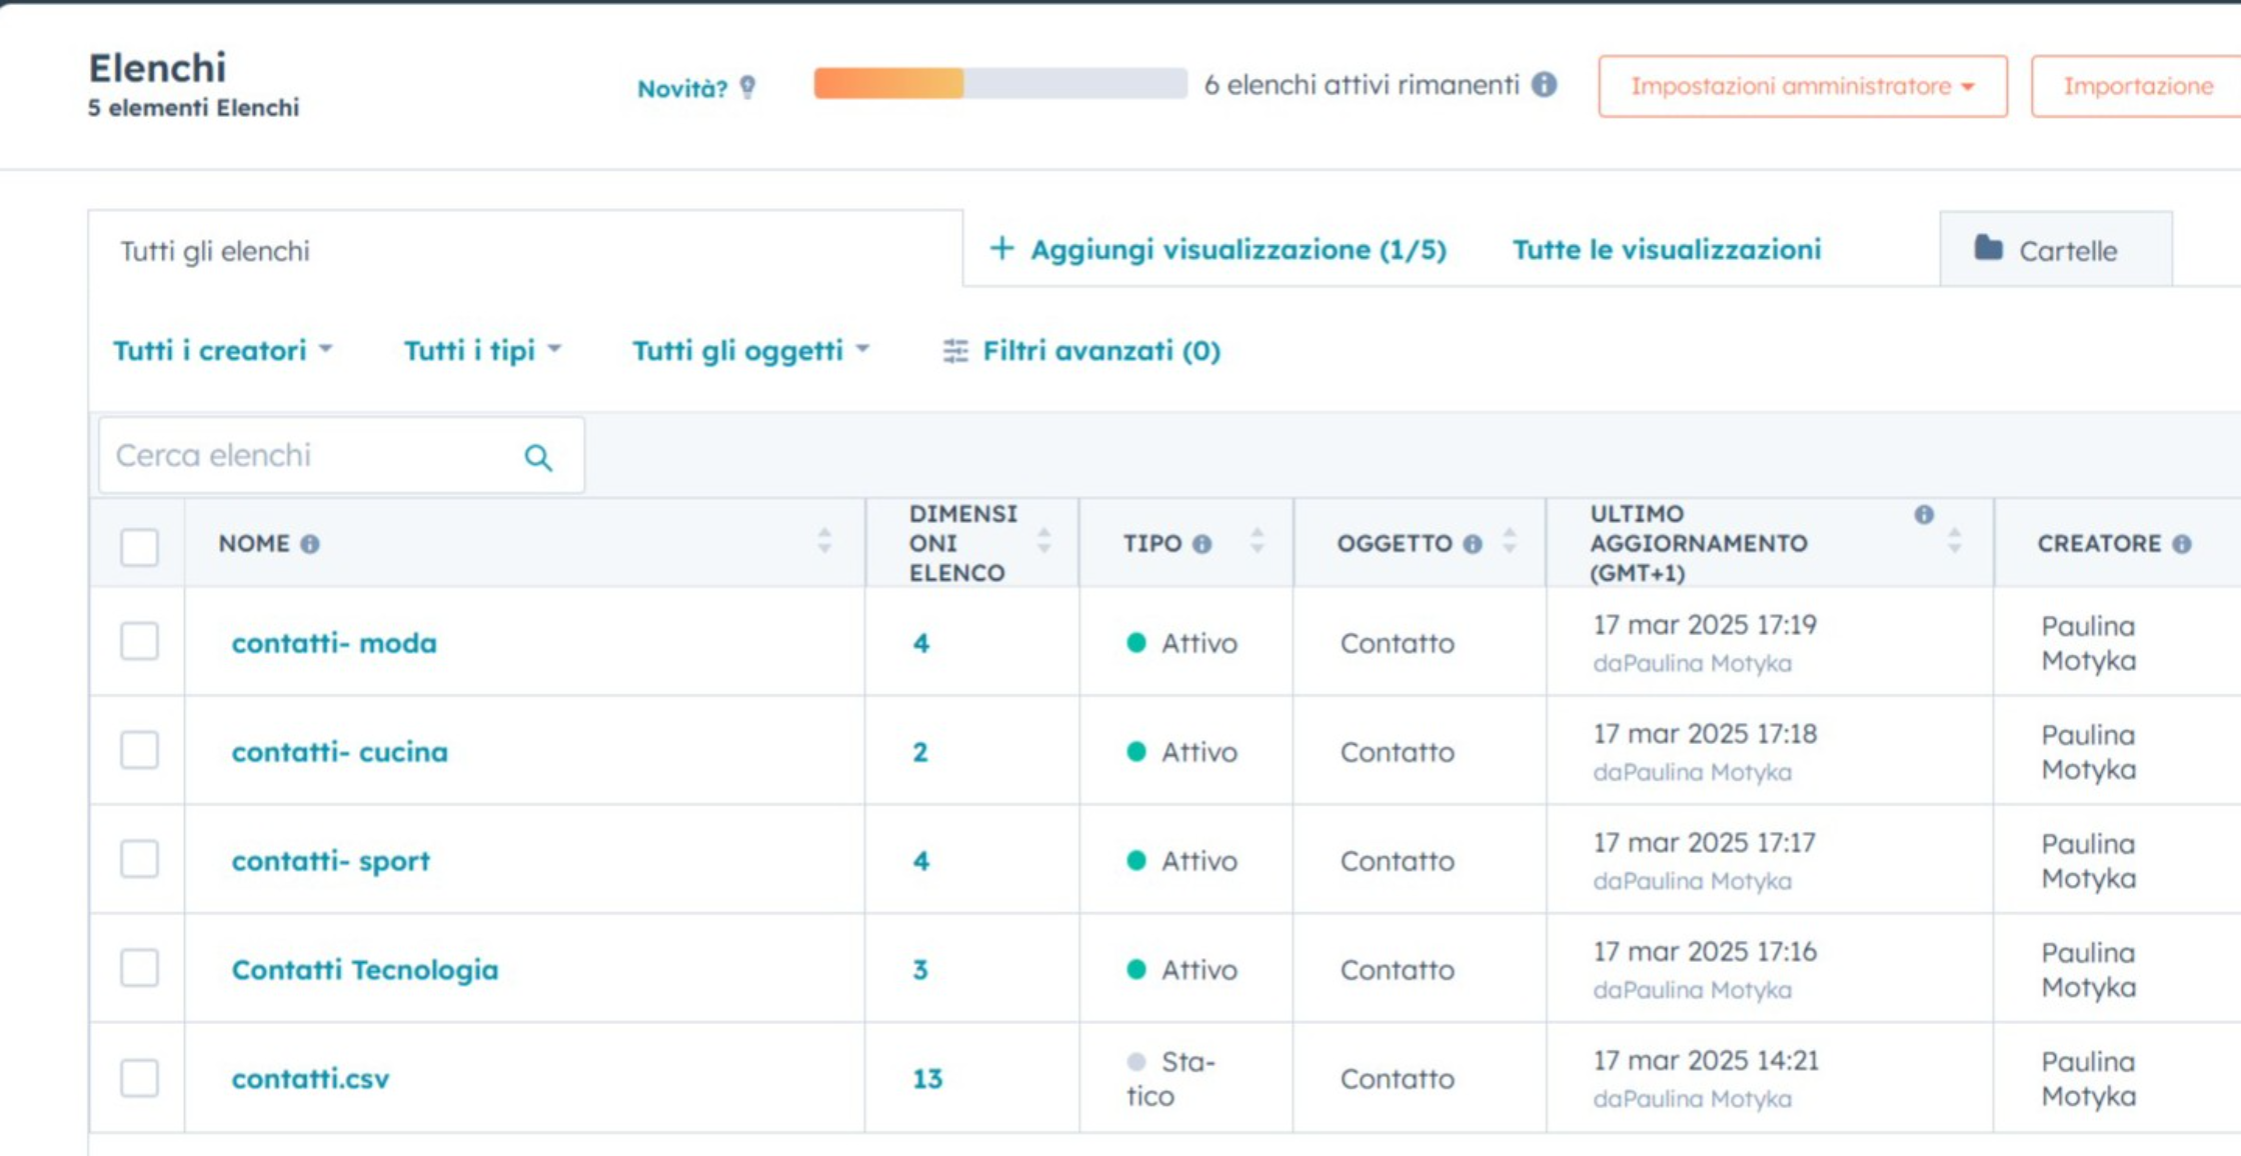 Elenchi
5 elementi Elenchi
Novità?
6 elenchi attivi rimanenti
Impostazioni amministratore
Importazione
Tutti gli elenchi
+ Aggiungi visualizzazione (1/5)
Tutte le visualizzazioni
Cartelle
Tutti i creatori
Tutti i tipi
Tutti gli oggetti
Filtri avanzati (0)
Cerca elenchi
NOME
DIMENSI
ONI
ELENCO
TIPO
OGGETTO
ULTIMO
AGGIORNAMENTO
(GMT+1)
CREATORE
contatti- moda
4
Attivo
Contatto
17 mar 2025 17:19
daPaulina Motyka
Paulina
Motyka
contatti- cucina
2
Attivo
Contatto
17 mar 2025 17:18
daPaulina Motyka
Paulina
Motyka
contatti- sport
4
Attivo
Contatto
17 mar 2025 17:17
daPaulina Motyka
Paulina
Motyka
Contatti Tecnologia
3
Attivo
Contatto
17 mar 2025 17:16
daPaulina Motyka
Paulina
Motyka
contatti.csv
13
Sta-
tico
Contatto
17 mar 2025 14:21
daPaulina Motyka
Paulina
Motyka